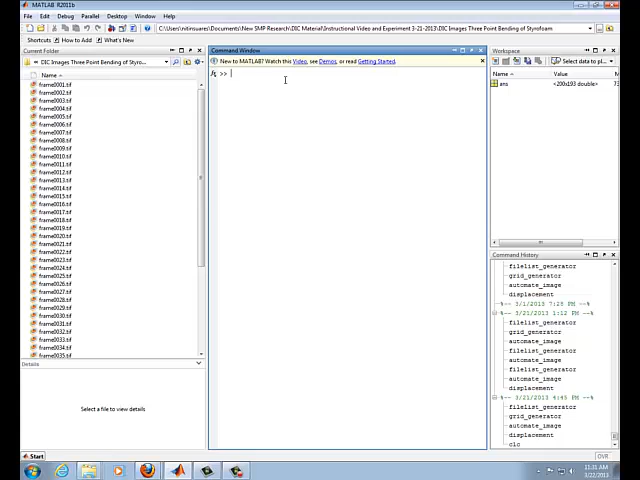 MATLAB R2011b
File Edit Debug Parallel Desktop Window Help
C:\Users\nitinsuares\Documents\New SMP Research\DIC Material\Instructional Video and Experiment 3-21-2013\DIC Images Three Point Bending of Styrofoam
Shortcuts How to Add What's New
Current Folder
« DIC Images Three Point Bending of Styro...
Name
frame0001.tif
frame0002.tif
frame0003.tif
frame0004.tif
frame0005.tif
frame0006.tif
frame0007.tif
frame0008.tif
frame0009.tif
frame0010.tif
frame0011.tif
frame0012.tif
frame0013.tif
frame0014.tif
frame0015.tif
frame0016.tif
frame0017.tif
frame0018.tif
frame0019.tif
frame0020.tif
frame0021.tif
frame0022.tif
frame0023.tif
frame0024.tif
frame0025.tif
frame0026.tif
frame0027.tif
frame0028.tif
frame0029.tif
frame0030.tif
frame0031.tif
frame0032.tif
frame0033.tif
frame0034.tif
frame0035.tif
Details
Select a file to view details
Command Window
New to MATLAB? Watch this Video, see Demos, or read Getting Started.
fx >>
Workspace
Select data to pl...
Name Value
ans <200x193 double>
Command History
filelist_generator
grid_generator
automate_image
displacement
%-- 3/1/2013 7:25 PM --%
%-- 3/21/2013 1:12 PM --%
filelist_generator
grid_generator
automate_image
filelist_generator
automate_image
filelist_generator
automate_image
displacement
%-- 3/21/2013 4:43 PM --%
filelist_generator
grid_generator
automate_image
displacement
clc
Start
OVR
11:31 AM
3/22/2013